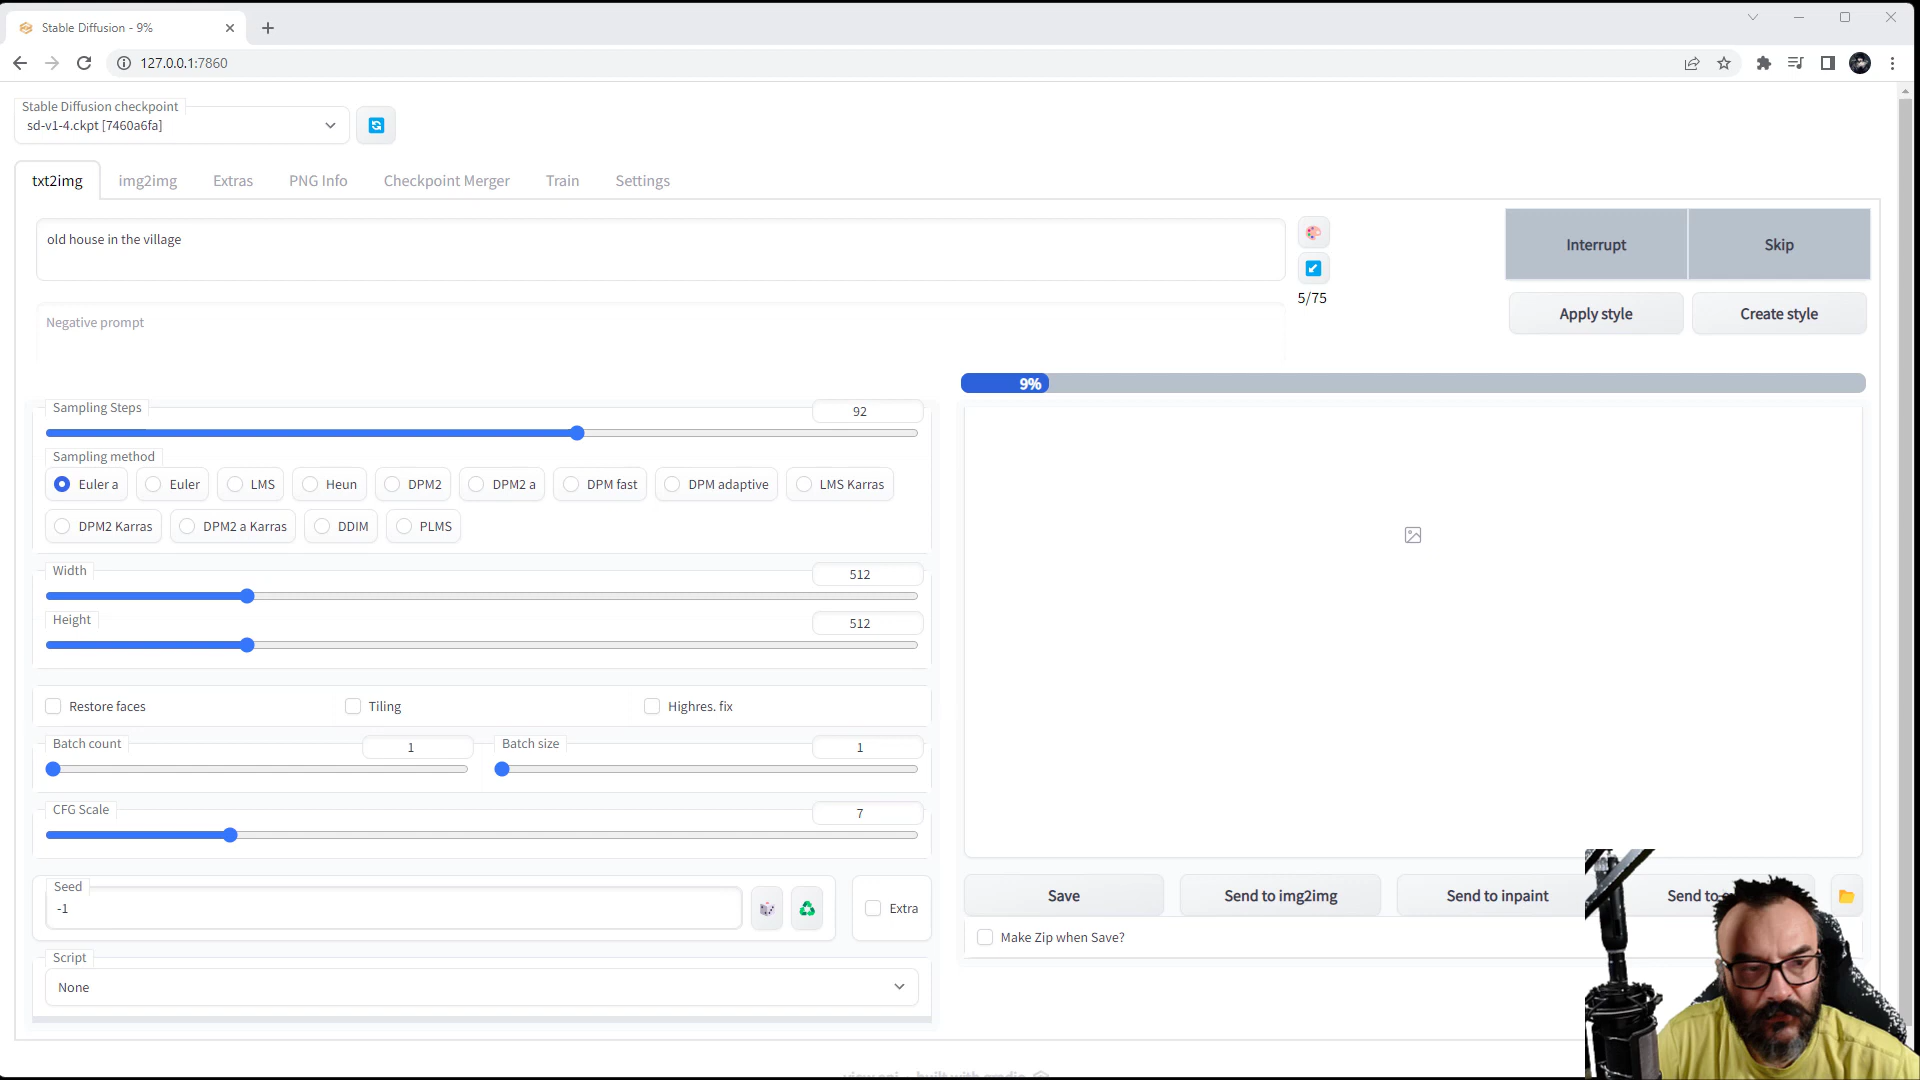 Stable Diffusion - 9%
127.0.0.1:7860
Stable Diffusion checkpoint
sd-v1-4.ckpt [7460a6fa]
txt2img img2img Extras PNG Info Checkpoint Merger Train Settings
old house in the village
5/75
Interrupt Skip
Negative prompt
Apply style Create style
9%
Sampling Steps 92
Sampling method
Euler a Euler LMS Heun DPM2 DPM2 a DPM fast DPM adaptive LMS Karras
DPM2 Karras DPM2 a Karras DDIM PLMS
Width 512
Height 512
Restore faces Tiling Highres. fix
Batch count 1 Batch size 1
CFG Scale 7
Seed
-1
Extra
Save Send to img2img Send to inpaint Send to
Make Zip when Save?
Script
None